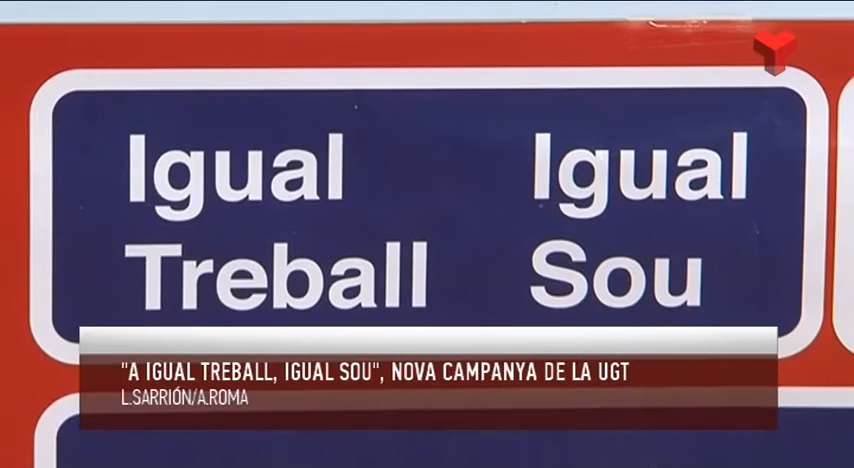 Igual Igual
Treball Sou
"A IGUAL TREBALL, IGUAL SOU", NOVA CAMPANYA DE LA UGT
L.SARRIÓN/A.ROMA